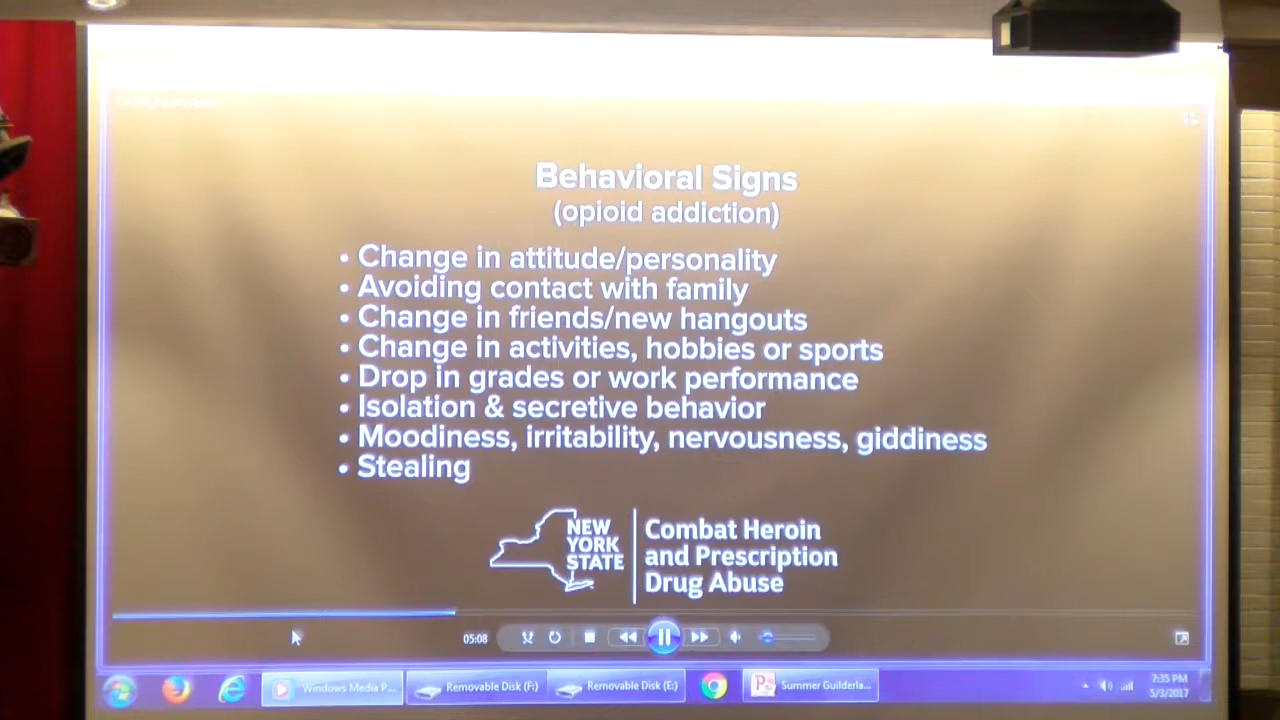 Behavioral Signs
(opioid addiction)
• Change in attitude/personality
• Avoiding contact with family
• Change in friends/new hangouts
• Change in activities, hobbies or sports
• Drop in grades or work performance
• Isolation & secretive behavior
• Moodiness, irritability, nervousness, giddiness
• Stealing
NEW
YORK
STATE
Combat Heroin
and Prescription
Drug Abuse
05:08
Windows Media P...
Removable Disk (F:)
Removable Disk (E:)
Summer Guilderla...
7:35 PM
5/3/2017